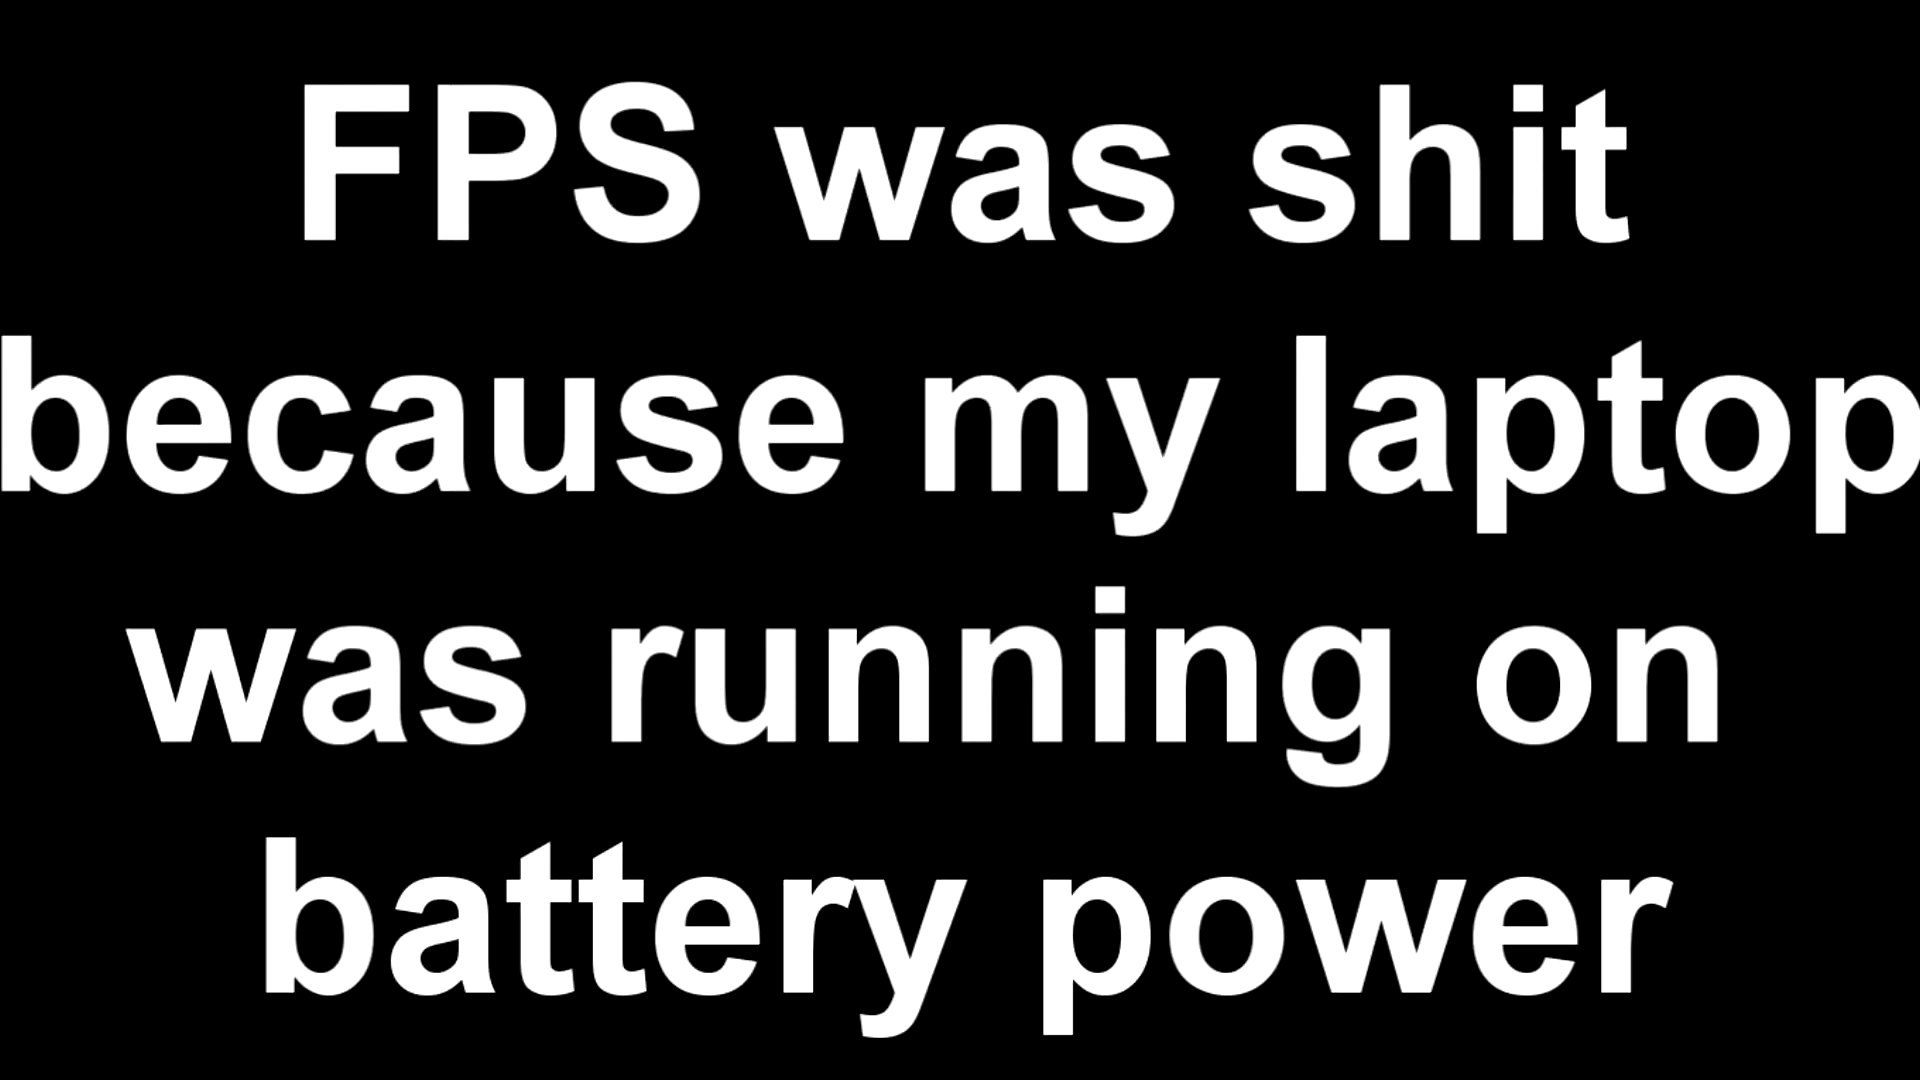 FPS was shit
because my laptop
was running on
battery power